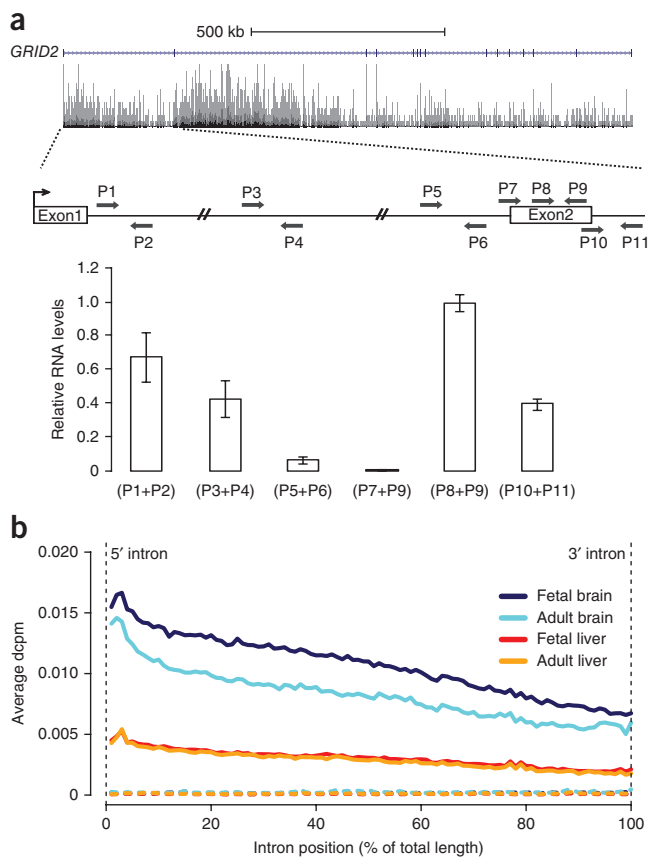 a
500 kb
GRID2
P1 P3 P5 P7 P8 P9
Exon1 Exon2
P2 P4 P6 P10 P11
Relative RNA levels
1.2
1.0
0.8
0.6
0.4
0.2
0
(P1+P2) (P3+P4) (P5+P6) (P7+P9) (P8+P9) (P10+P11)
b
Average dcpm
0.020
0.015
0.010
0.005
0
5′ intron 3′ intron
Fetal brain
Adult brain
Fetal liver
Adult liver
0 20 40 60 80 100
Intron position (% of total length)